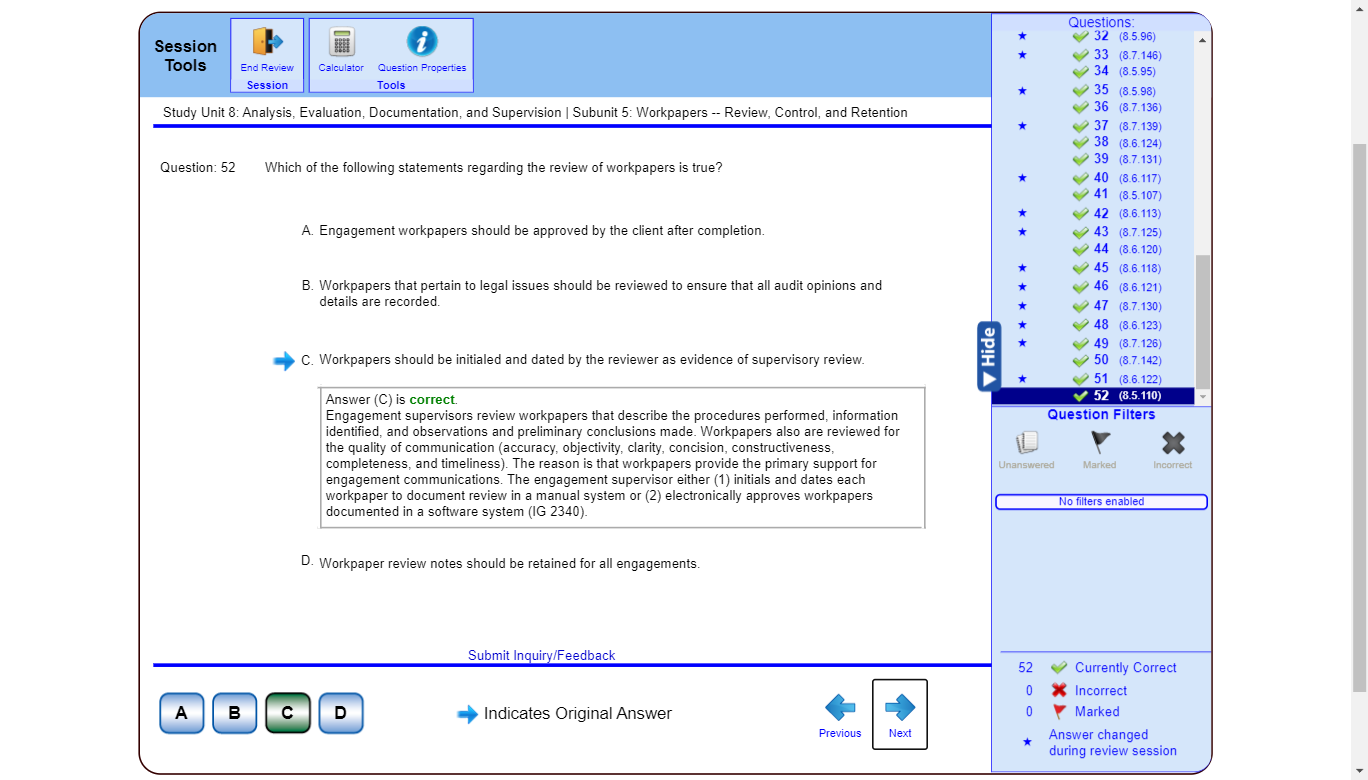 Session
Tools
End Review
Session
Calculator
Question Properties
Tools
Study Unit 8: Analysis, Evaluation, Documentation, and Supervision | Subunit 5: Workpapers -- Review, Control, and Retention
Question: 52
Which of the following statements regarding the review of workpapers is true?
A. Engagement workpapers should be approved by the client after completion.
B. Workpapers that pertain to legal issues should be reviewed to ensure that all audit opinions and
details are recorded.
C. Workpapers should be initialed and dated by the reviewer as evidence of supervisory review.
Answer (C) is correct.
Engagement supervisors review workpapers that describe the procedures performed, information
identified, and observations and preliminary conclusions made. Workpapers also are reviewed for
the quality of communication (accuracy, objectivity, clarity, concision, constructiveness,
completeness, and timeliness). The reason is that workpapers provide the primary support for
engagement communications. The engagement supervisor either (1) initials and dates each
workpaper to document review in a manual system or (2) electronically approves workpapers
documented in a software system (IG 2340).
D. Workpaper review notes should be retained for all engagements.
Submit Inquiry/Feedback
A
B
C
D
Indicates Original Answer
Previous
Next
Questions:
32 (8.5.96)
33 (8.7.146)
34 (8.5.95)
35 (8.5.98)
36 (8.7.136)
37 (8.7.139)
38 (8.6.124)
39 (8.7.131)
40 (8.6.117)
41 (8.5.107)
42 (8.6.113)
43 (8.7.125)
44 (8.6.120)
45 (8.6.118)
46 (8.6.121)
47 (8.7.130)
48 (8.6.123)
49 (8.7.126)
50 (8.7.142)
51 (8.6.122)
52 (8.5.110)
Hide
Question Filters
Unanswered
Marked
Incorrect
No filters enabled
52 Currently Correct
0 Incorrect
0 Marked
Answer changed
during review session